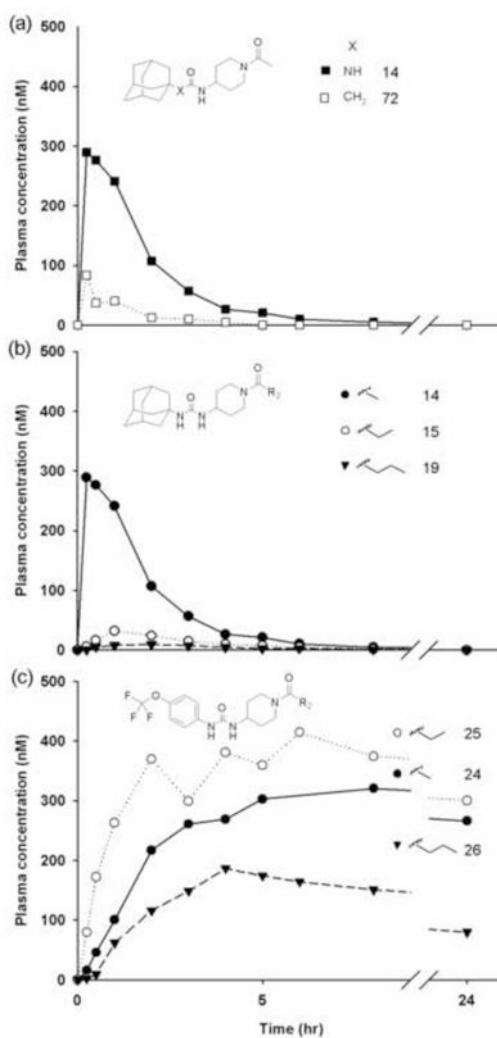 (a)
500
400
300
200
100
0
Plasma concentration (nM)
X
NH 14
CH₂ 72
O
N
X
O
N
H
(b)
500
400
300
200
100
0
Plasma concentration (nM)
14
15
19
O
N
R₂
O
N
H
N
H
(c)
500
400
300
200
100
0
Plasma concentration (nM)
25
24
26
F
F
F
O
O
N
H
N
H
O
N
R₂
0
5
24
Time (hr)